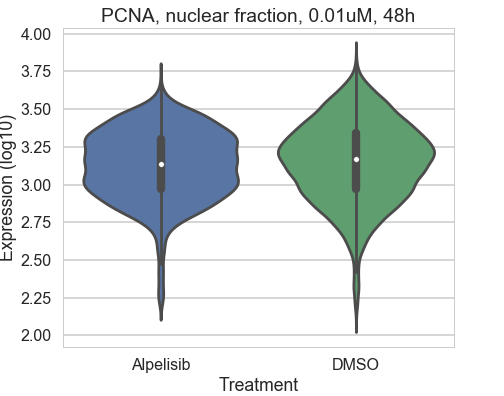 PCNA, nuclear fraction, 0.01uM, 48h
Expression (log10)
4.00
3.75
3.50
3.25
3.00
2.75
2.50
2.25
2.00
Alpelisib
DMSO
Treatment